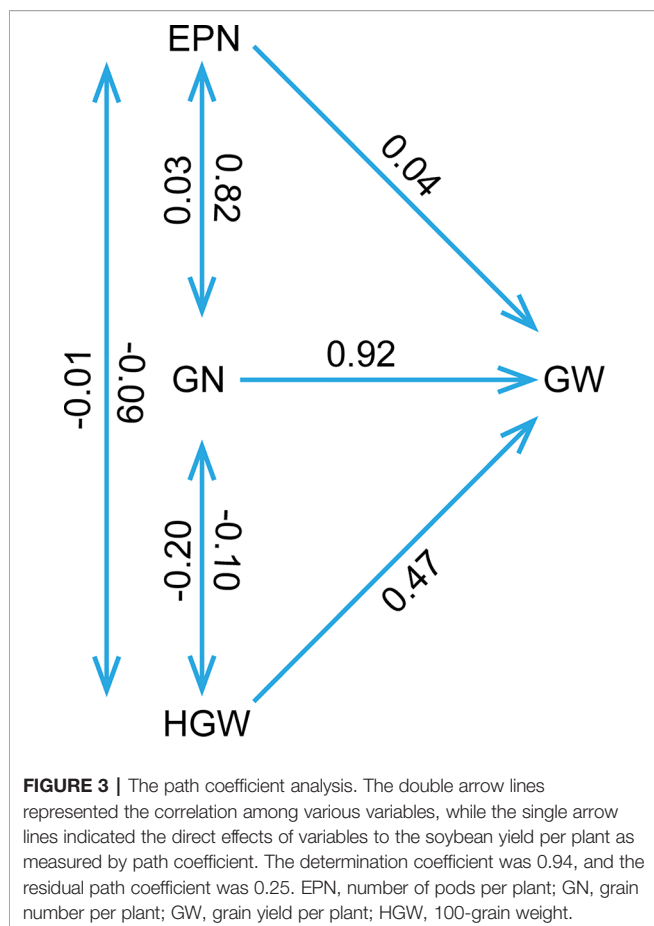 EPN
0.04
0.03
0.82
GN
0.92
GW
-0.01
-0.09
-0.20
-0.10
0.47
HGW
FIGURE 3 | The path coefficient analysis. The double arrow lines
represented the correlation among various variables, while the single arrow
lines indicated the direct effects of variables to the soybean yield per plant as
measured by path coefficient. The determination coefficient was 0.94, and the
residual path coefficient was 0.25. EPN, number of pods per plant; GN, grain
number per plant; GW, grain yield per plant; HGW, 100-grain weight.